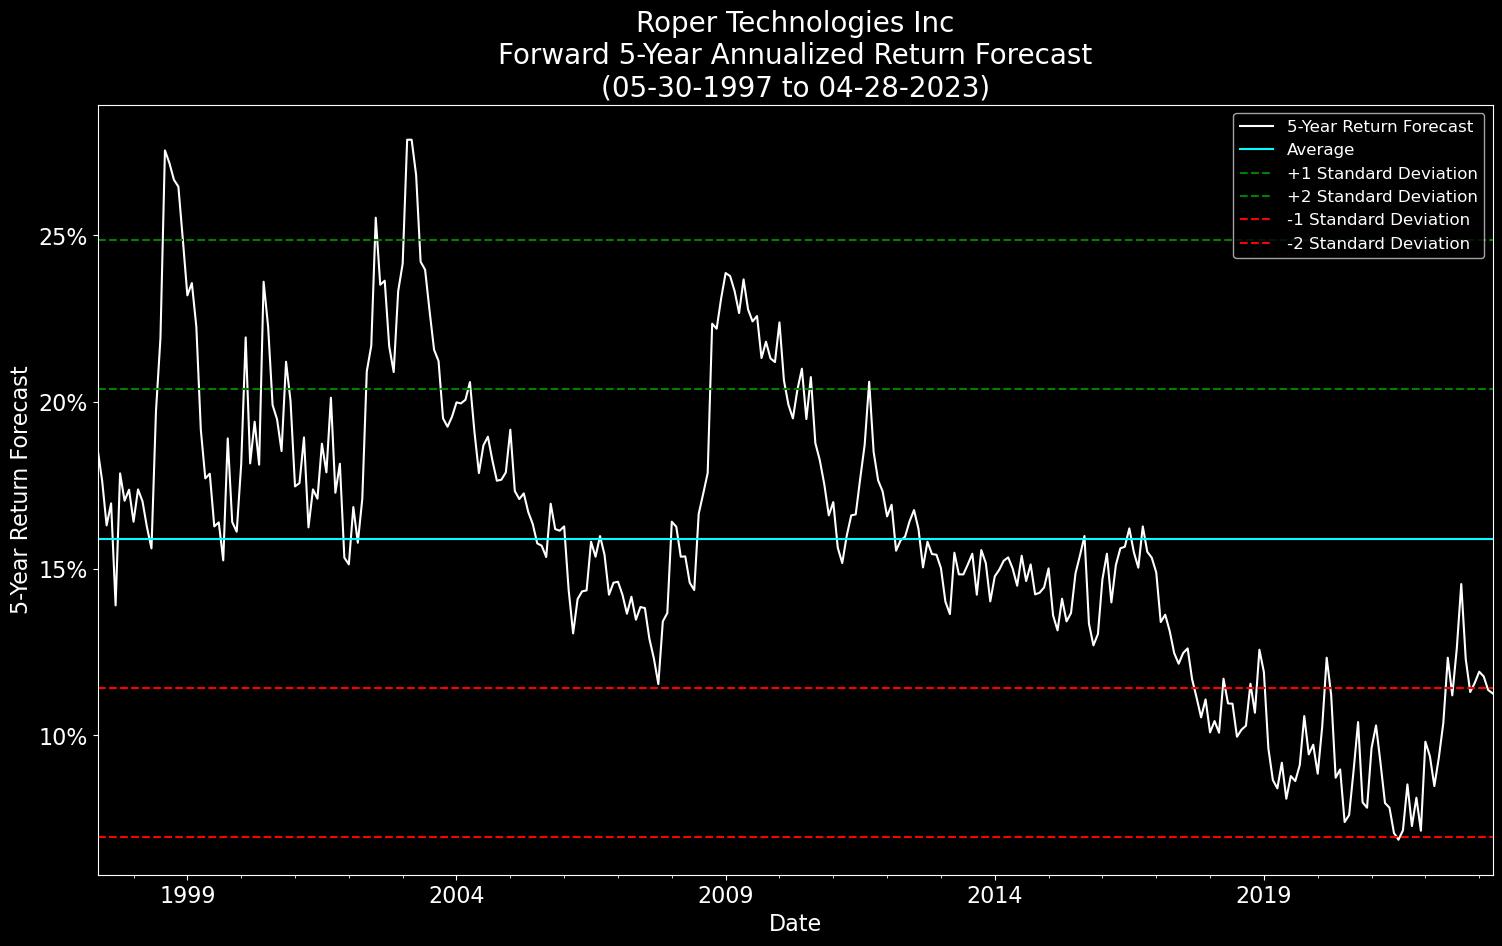 Roper Technologies Inc
Forward 5-Year Annualized Return Forecast
(05-30-1997 to 04-28-2023)
5-Year Return Forecast
Average
+1 Standard Deviation
+2 Standard Deviation
-1 Standard Deviation
-2 Standard Deviation
5-Year Return Forecast
25%
20%
15%
10%
1999
2004
2009
2014
2019
Date